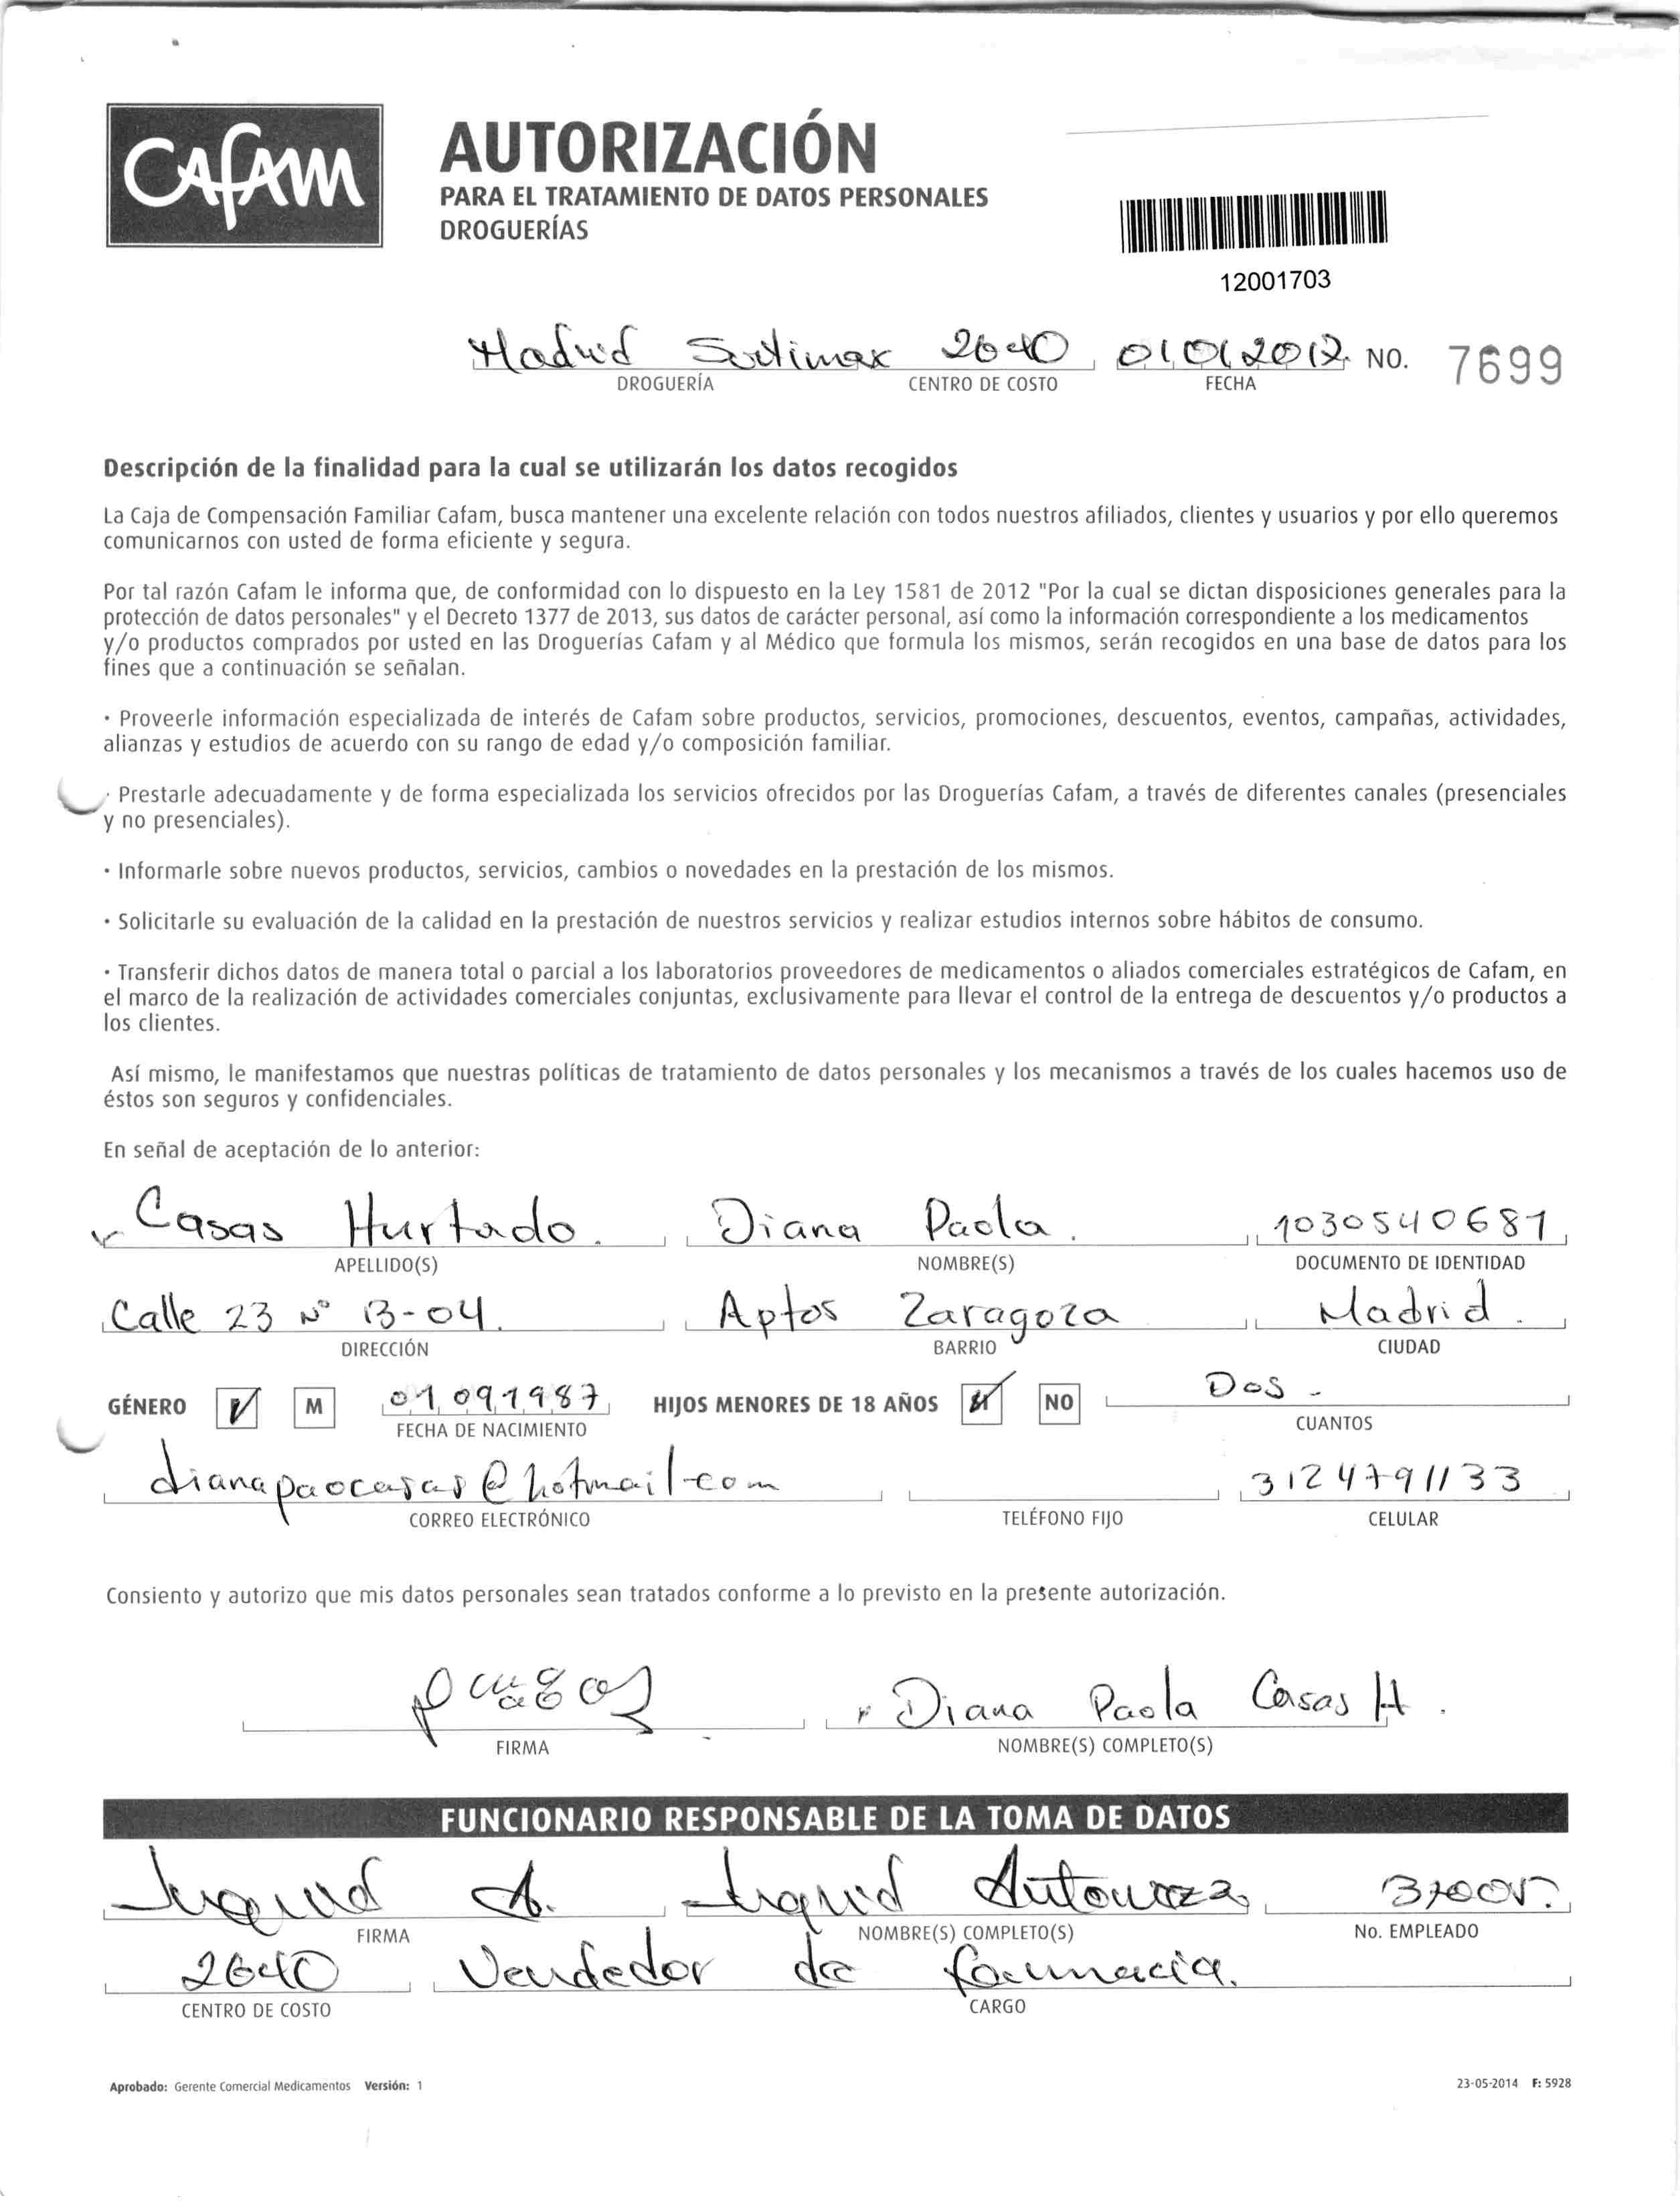 CAFAM
AUTORIZACIÓN
PARA EL TRATAMIENTO DE DATOS PERSONALES
DROGUERÍAS
12001703
Madrid Surtimax 2640 01 01 2017 NO. 7699
DROGUERÍA CENTRO DE COSTO FECHA
Descripción de la finalidad para la cual se utilizarán los datos recogidos
La Caja de Compensación Familiar Cafam, busca mantener una excelente relación con todos nuestros afiliados, clientes y usuarios y por ello queremos
comunicarnos con usted de forma eficiente y segura.
Por tal razón Cafam le informa que, de conformidad con lo dispuesto en la Ley 1581 de 2012 "Por la cual se dictan disposiciones generales para la
protección de datos personales" y el Decreto 1377 de 2013, sus datos de carácter personal, así como la información correspondiente a los medicamentos
y/o productos comprados por usted en las Droguerías Cafam y al Médico que formula los mismos, serán recogidos en una base de datos para los
fines que a continuación se señalan.
· Proveerle información especializada de interés de Cafam sobre productos, servicios, promociones, descuentos, eventos, campañas, actividades,
alianzas y estudios de acuerdo con su rango de edad y/o composición familiar.
· Prestarle adecuadamente y de forma especializada los servicios ofrecidos por las Droguerías Cafam, a través de diferentes canales (presenciales
y no presenciales).
· Informarle sobre nuevos productos, servicios, cambios o novedades en la prestación de los mismos.
· Solicitarle su evaluación de la calidad en la prestación de nuestros servicios y realizar estudios internos sobre hábitos de consumo.
· Transferir dichos datos de manera total o parcial a los laboratorios proveedores de medicamentos o aliados comerciales estratégicos de Cafam, en
el marco de la realización de actividades comerciales conjuntas, exclusivamente para llevar el control de la entrega de descuentos y/o productos a
los clientes.
Así mismo, le manifestamos que nuestras políticas de tratamiento de datos personales y los mecanismos a través de los cuales hacemos uso de
éstos son seguros y confidenciales.
En señal de aceptación de lo anterior:
Casas Hurtado. Diana Paola. 1030540681
APELLIDO(S) NOMBRE(S) DOCUMENTO DE IDENTIDAD
Calle 23 N° 13-04. Aptos Zaragoza Madrid.
DIRECCIÓN BARRIO CIUDAD
GÉNERO M 01 09 1987 HIJOS MENORES DE 18 AÑOS NO Dos -
FECHA DE NACIMIENTO CUANTOS
dianapaocasas@hotmail.com 3124791133
CORREO ELECTRÓNICO TELÉFONO FIJO CELULAR
Consiento y autorizo que mis datos personales sean tratados conforme a lo previsto en la presente autorización.
Diana Paola Casas H.
FIRMA NOMBRE(S) COMPLETO(S)
FUNCIONARIO RESPONSABLE DE LA TOMA DE DATOS
Ingrid A. Ingrid
FIRMA NOMBRE(S) COMPLETO(S) No. EMPLEADO
2640 Vendedor de farmacia.
CENTRO DE COSTO CARGO
Aprobado: Gerente Comercial Medicamentos Versión: 1 23-05-2014 F: 5928